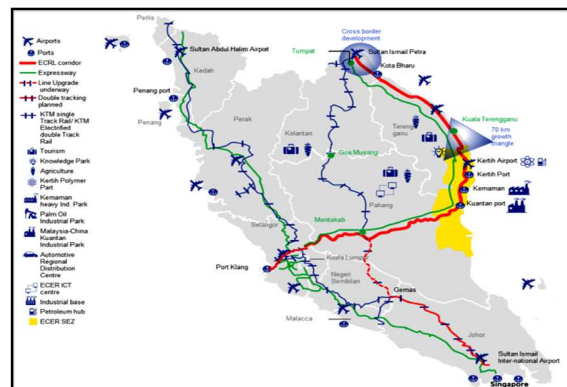 Airports
Ports
ECRL corridor
Expressway
Line Upgrade
underway
Double tracking
planned
KTM single
Track Rail/ KTM
Electrified
double Track
Rail
Tourism
Knowledge Park
Agriculture
Kertih Polymer
Part
Kemaman
heavy Ind. Park
Palm Oil
Industrial Park
Malaysia-China
Kuantan
Industrial Park
Automotive
Regional
Distribution
Centre
ECER ICT
centre
Industrial base
Petroleum hub
ECER SEZ
Perlis
Sultan Abdul Halim Airport
Kedah
Penang port
Penang
Perak
Cross border
development
Tumpat
Sultan Ismail Petra
Kota Bharu
Kelantan
Tereng
ganu
Kuala Terengganu
70 km
growth
triangle
Gua Musang
Kertih Airport
Kertih Port
Kemaman
Kuantan port
Pahang
Mentakab
Selangor
Port Klang
Kuala Lumpur
Negeri
Sembilan
Gemas
Malacca
Johor
Sultan Ismail
Inter-national Airport
Singapore